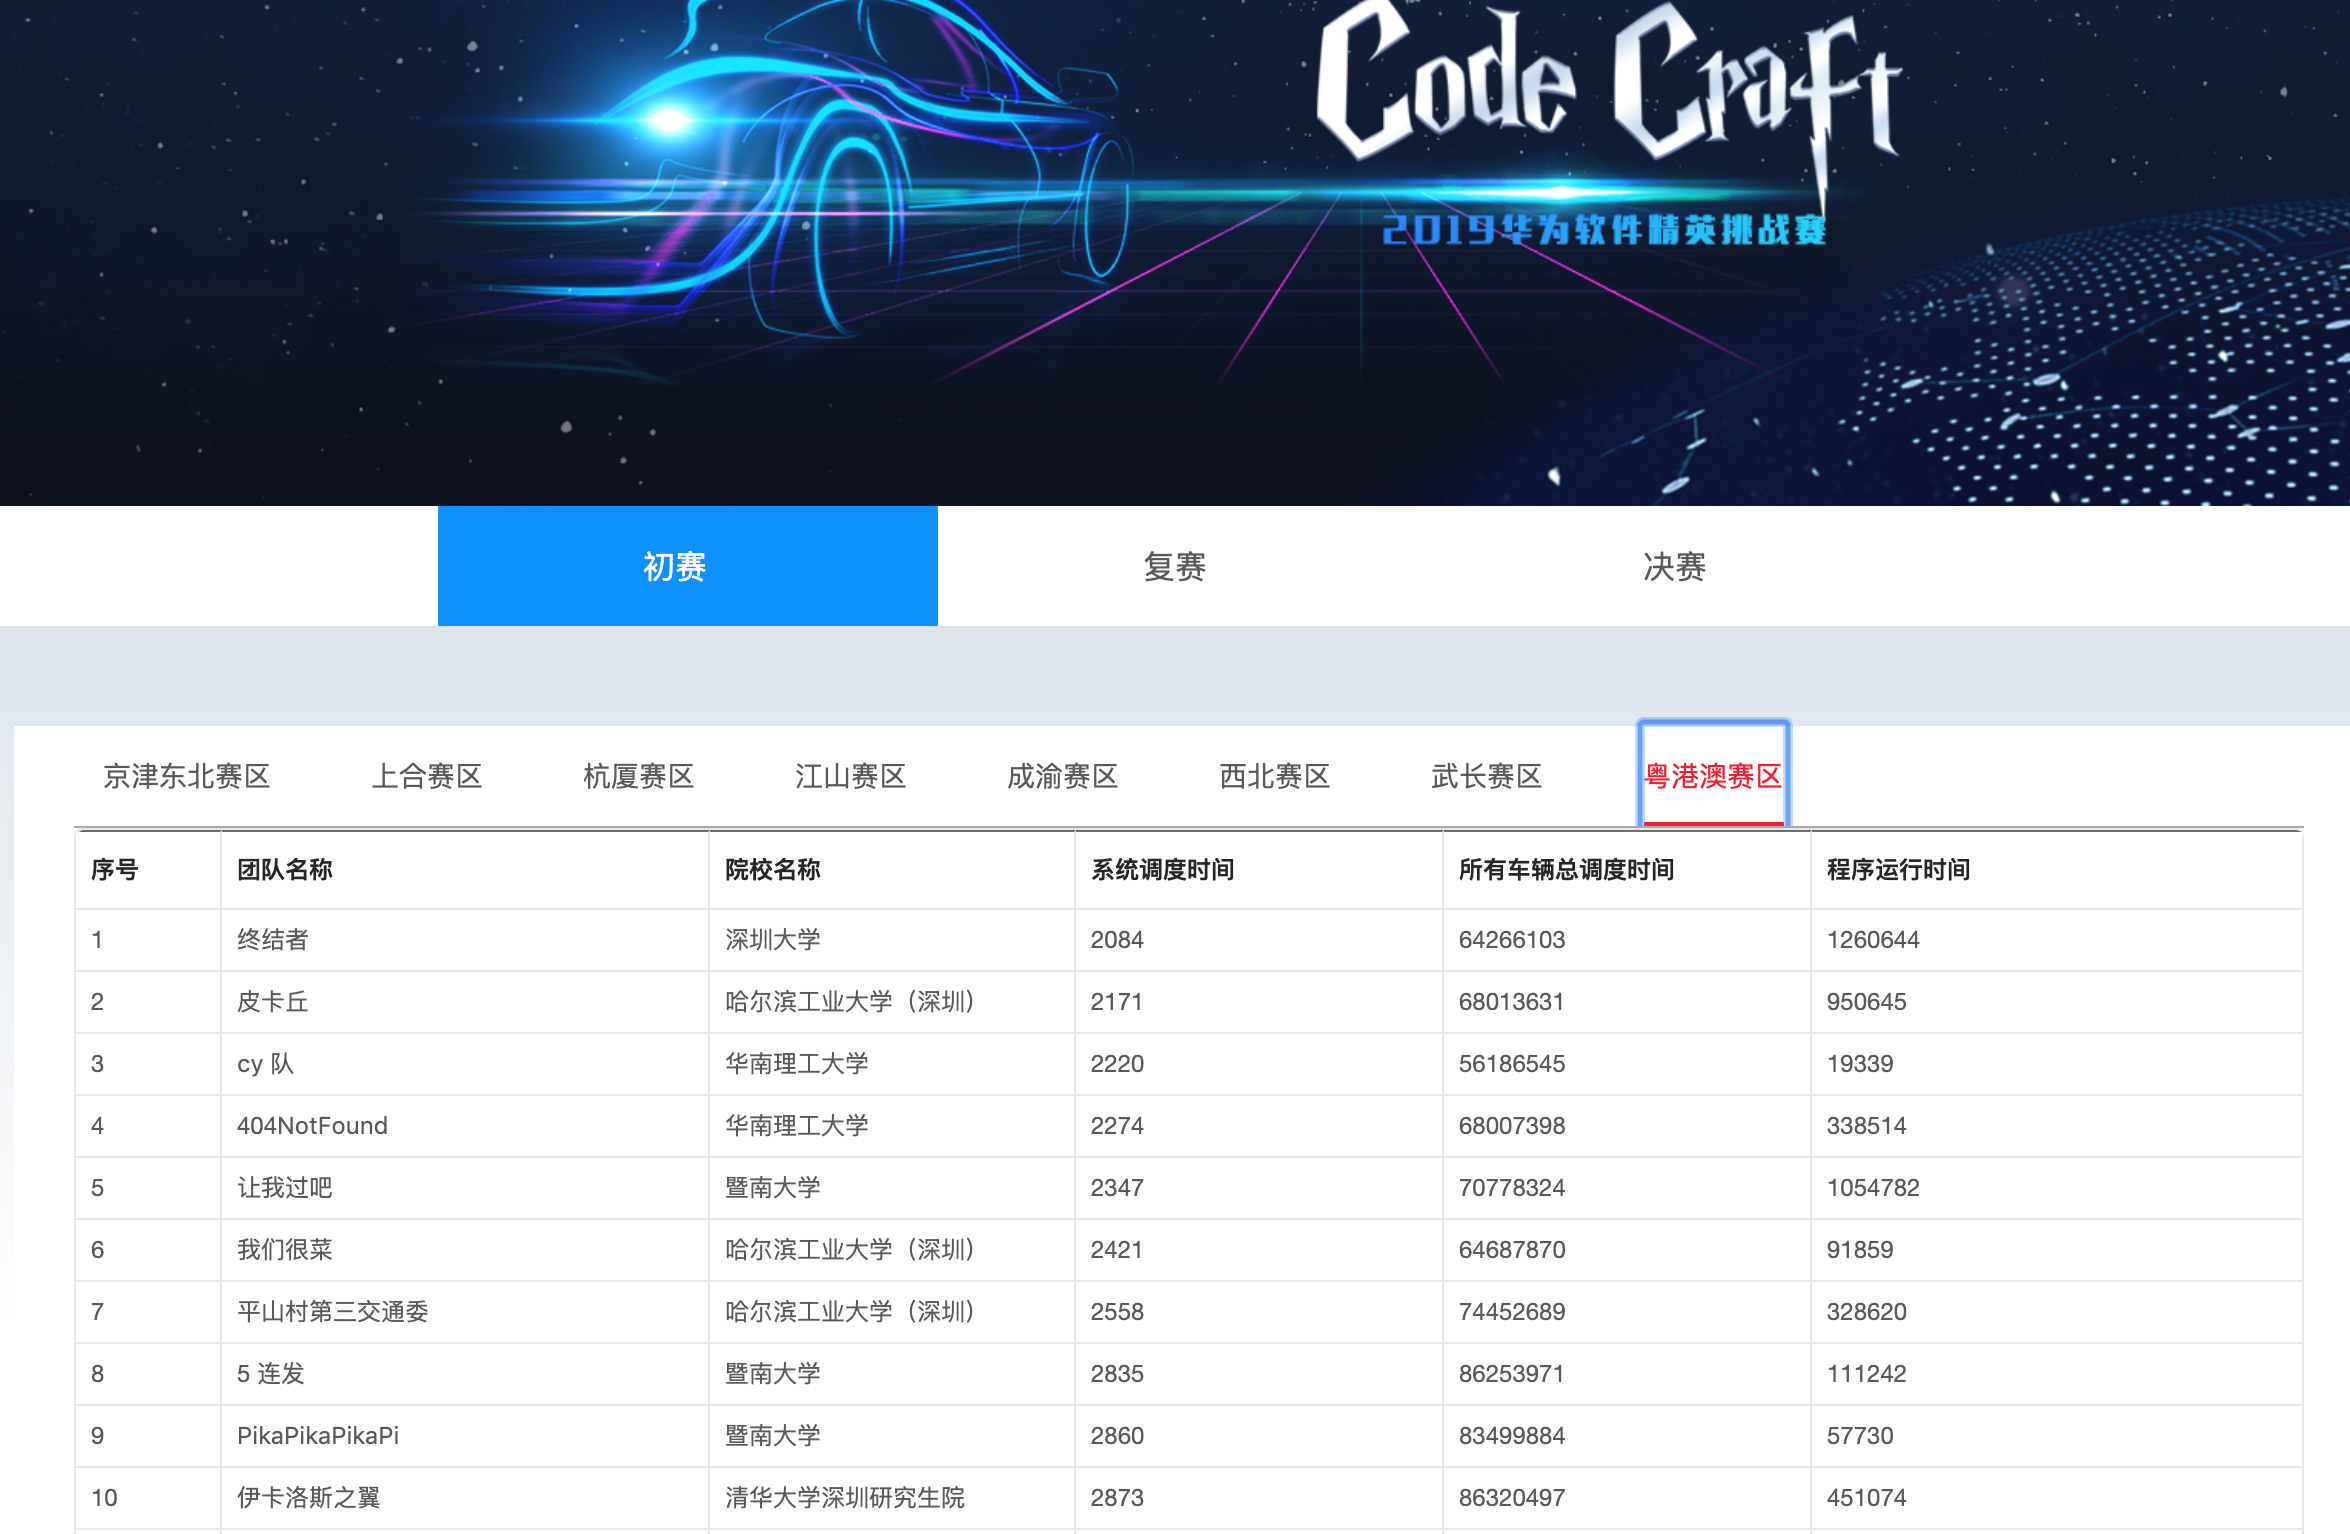 Code Craft
2019华为软件精英挑战赛
初赛 复赛 决赛
京津东北赛区 上合赛区 杭厦赛区 江山赛区 成渝赛区 西北赛区 武长赛区 粤港澳赛区
序号 团队名称 院校名称 系统调度时间 所有车辆总调度时间 程序运行时间
1 终结者 深圳大学 2084 64266103 1260644
2 皮卡丘 哈尔滨工业大学（深圳） 2171 68013631 950645
3 cy 队 华南理工大学 2220 56186545 19339
4 404NotFound 华南理工大学 2274 68007398 338514
5 让我过吧 暨南大学 2347 70778324 1054782
6 我们很菜 哈尔滨工业大学（深圳） 2421 64687870 91859
7 平山村第三交通委 哈尔滨工业大学（深圳） 2558 74452689 328620
8 5 连发 暨南大学 2835 86253971 111242
9 PikaPikaPikaPi 暨南大学 2860 83499884 57730
10 伊卡洛斯之翼 清华大学深圳研究生院 2873 86320497 451074